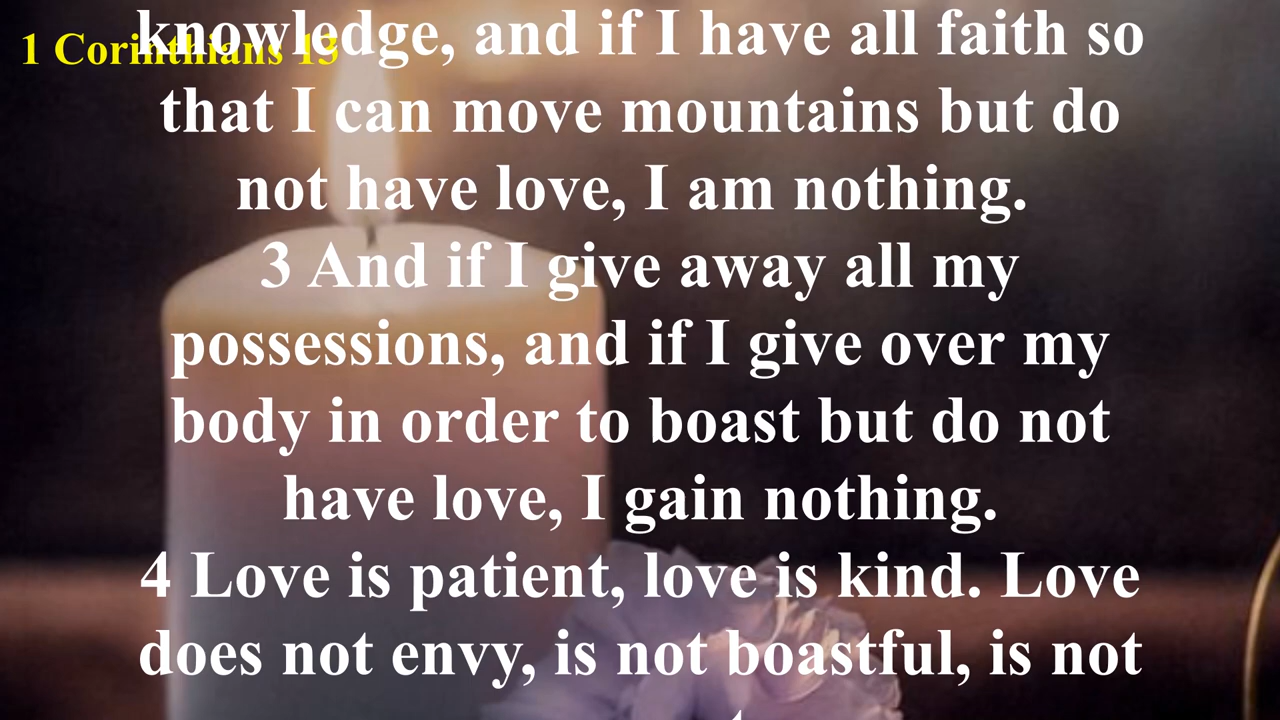 1 Corinthians 13
knowledge, and if I have all faith so
that I can move mountains but do
not have love, I am nothing.
3 And if I give away all my
possessions, and if I give over my
body in order to boast but do not
have love, I gain nothing.
4 Love is patient, love is kind. Love
does not envy, is not boastful, is not